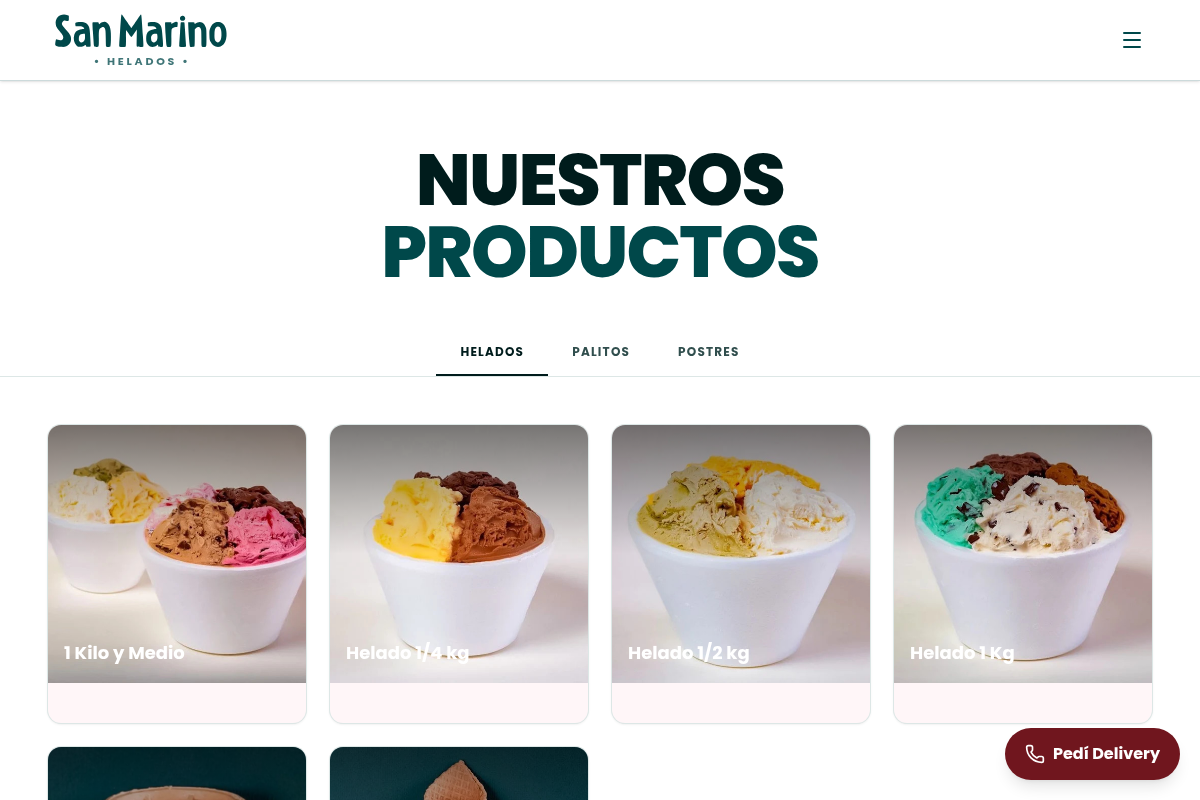 San Marino
• HELADOS •
NUESTROS
PRODUCTOS
HELADOS
PALITOS
POSTRES
1 Kilo y Medio
Helado 1/4 kg
Helado 1/2 kg
Helado 1 Kg
Pedí Delivery